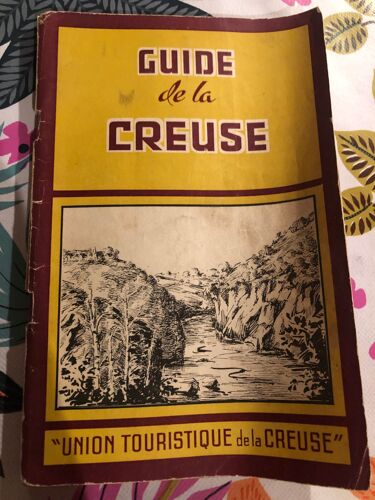 GUIDE
de la
CREUSE
"UNION TOURISTIQUE de la CREUSE"